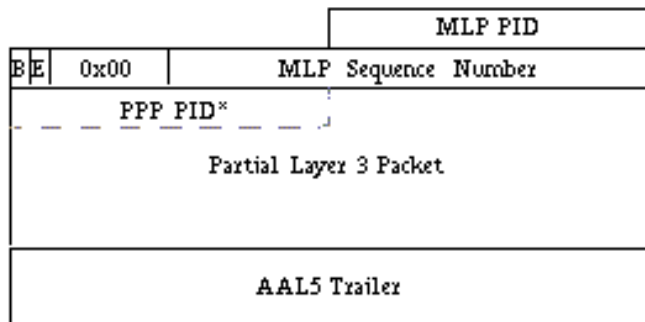 MLP PID
B E 0x00 MLP Sequence Number
PPP PID*
Partial Layer 3 Packet
AAL5 Trailer